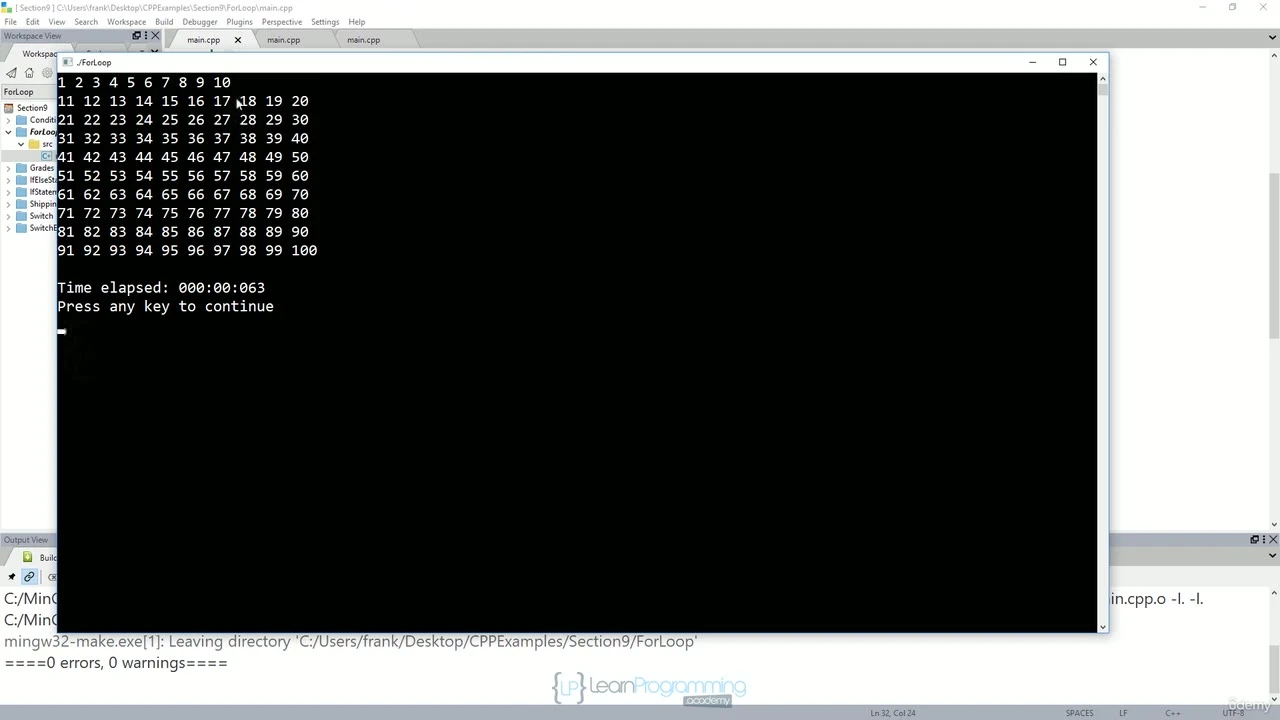 [ Section9 ] C:\Users\frank\Desktop\CPPExamples\Section9\ForLoop\main.cpp
File Edit View Search Workspace Build Debugger Plugins Perspective Settings Help
Workspace View
main.cpp main.cpp main.cpp
./ForLoop
ForLoop
Section9
src
Grades
Switch
1 2 3 4 5 6 7 8 9 10
11 12 13 14 15 16 17 18 19 20
21 22 23 24 25 26 27 28 29 30
31 32 33 34 35 36 37 38 39 40
41 42 43 44 45 46 47 48 49 50
51 52 53 54 55 56 57 58 59 60
61 62 63 64 65 66 67 68 69 70
71 72 73 74 75 76 77 78 79 80
81 82 83 84 85 86 87 88 89 90
91 92 93 94 95 96 97 98 99 100
Time elapsed: 000:00:063
Press any key to continue
Output View
C:/MinG in.cpp.o -I. -I.
C:/MinG
mingw32-make.exe[1]: Leaving directory 'C:/Users/frank/Desktop/CPPExamples/Section9/ForLoop'
====0 errors, 0 warnings====
{LP} LearnProgramming
academy
Ln 32, Col 24 SPACES LF C++ UTF-8
udemy